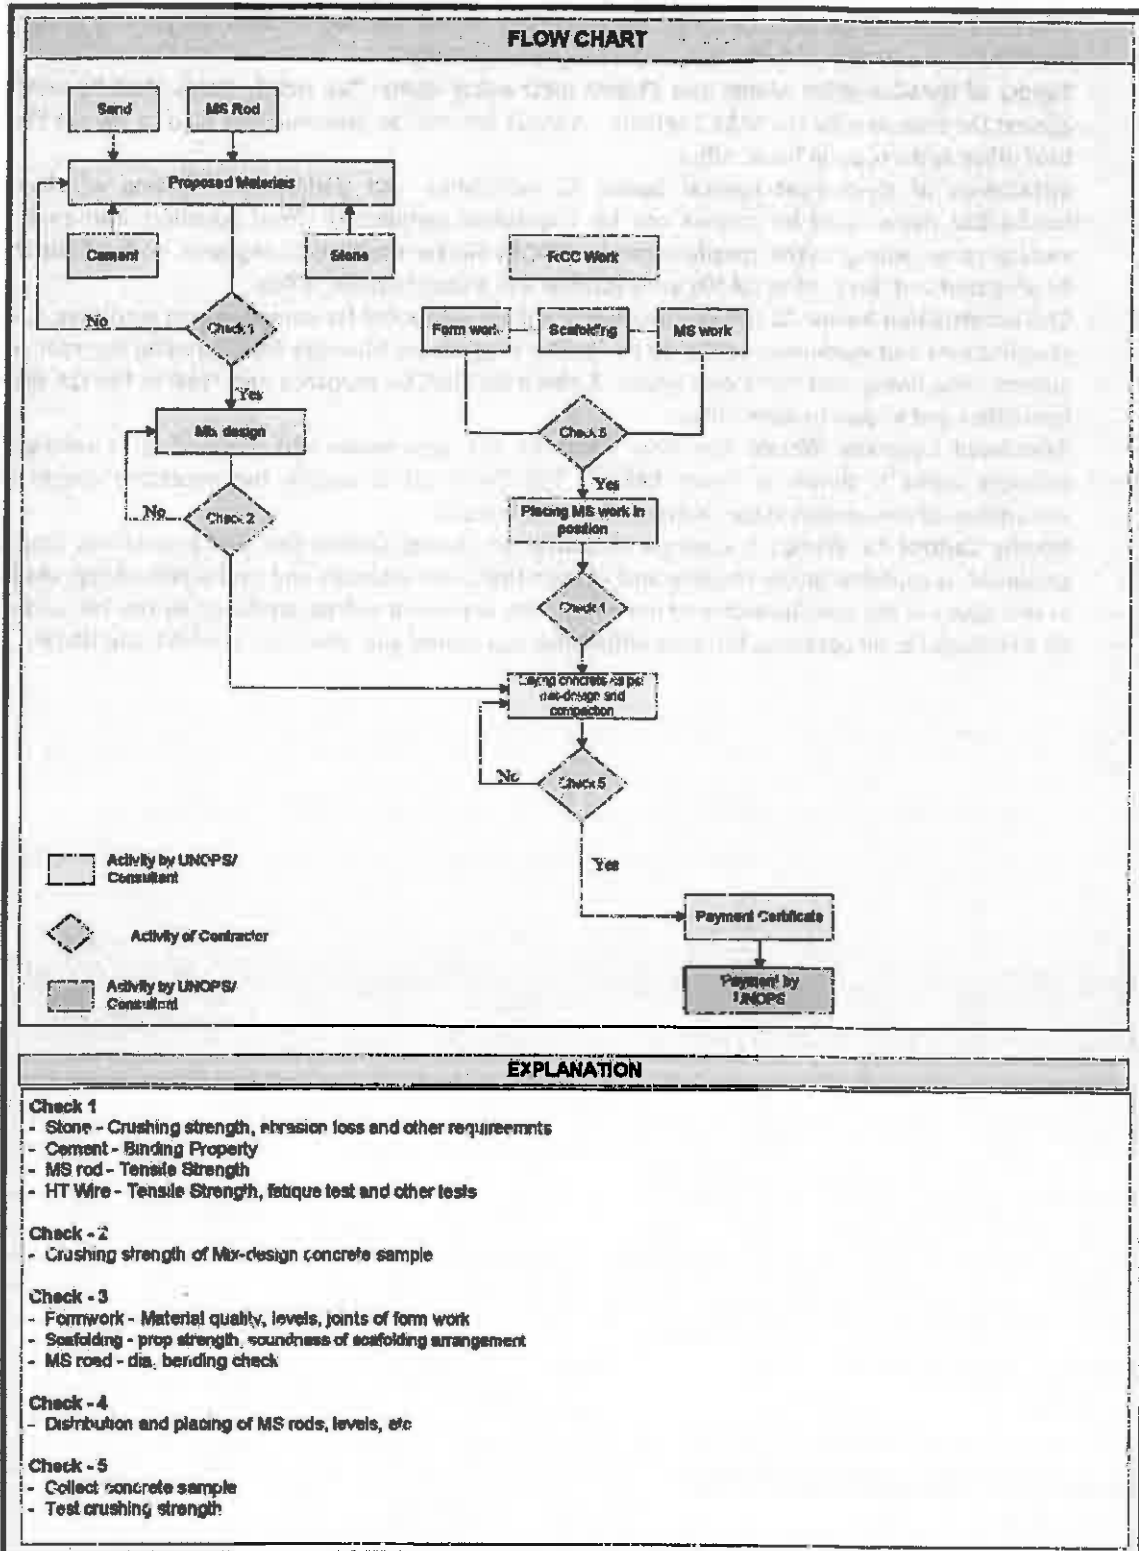 FLOW CHART
Sand
MS Rod
Proposed Materials
Cement
Stone
RCC Work
No
Check 1
Form work
Scafolding
MS work
Yes
Mix design
Check 3
Yes
No
Check 2
Placing MS work in
position
Check 4
Laying concrete as per
mix-design and
compaction
No
Check 5
Yes
Activity by UNOPS/
Consultant
Payment Certificate
Activity of Contractor
Activity by UNOPS/
Consultant
Payment by
UNOPS
EXPLANATION
Check 1
- Stone - Crushing strength, abrasion loss and other requireemnts
- Cement - Binding Property
- MS rod - Tensile Strength
- HT Wire - Tensile Strength, fatique test and other tests
Check - 2
- Crushing strength of Mix-design concrete sample
Check - 3
- Formwork - Material quality, levels, joints of form work
- Scafolding - prop strength, soundness of scafolding arrangement
- MS road - dia, bending check
Check - 4
- Distribution and placing of MS rods, levels, etc
Check - 5
- Collect concrete sample
- Test crushing strength